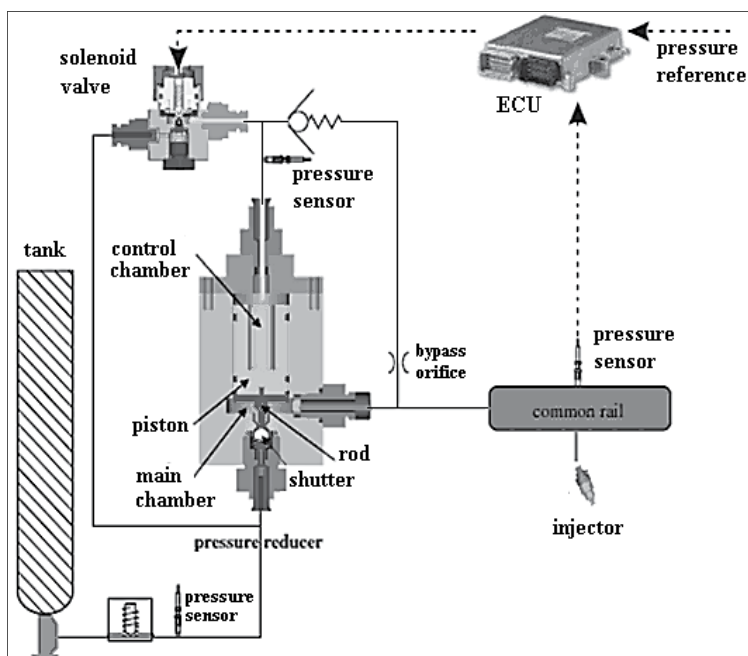 solenoid
valve
ECU
pressure
reference
pressure
sensor
tank
control
chamber
bypass
orifice
pressure
sensor
common rail
piston
rod
main
chamber
shutter
injector
pressure reducer
pressure
sensor